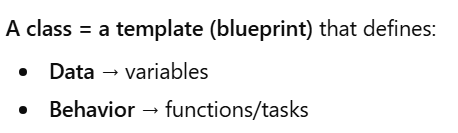 A class = a template (blueprint) that defines:
• Data → variables
• Behavior → functions/tasks